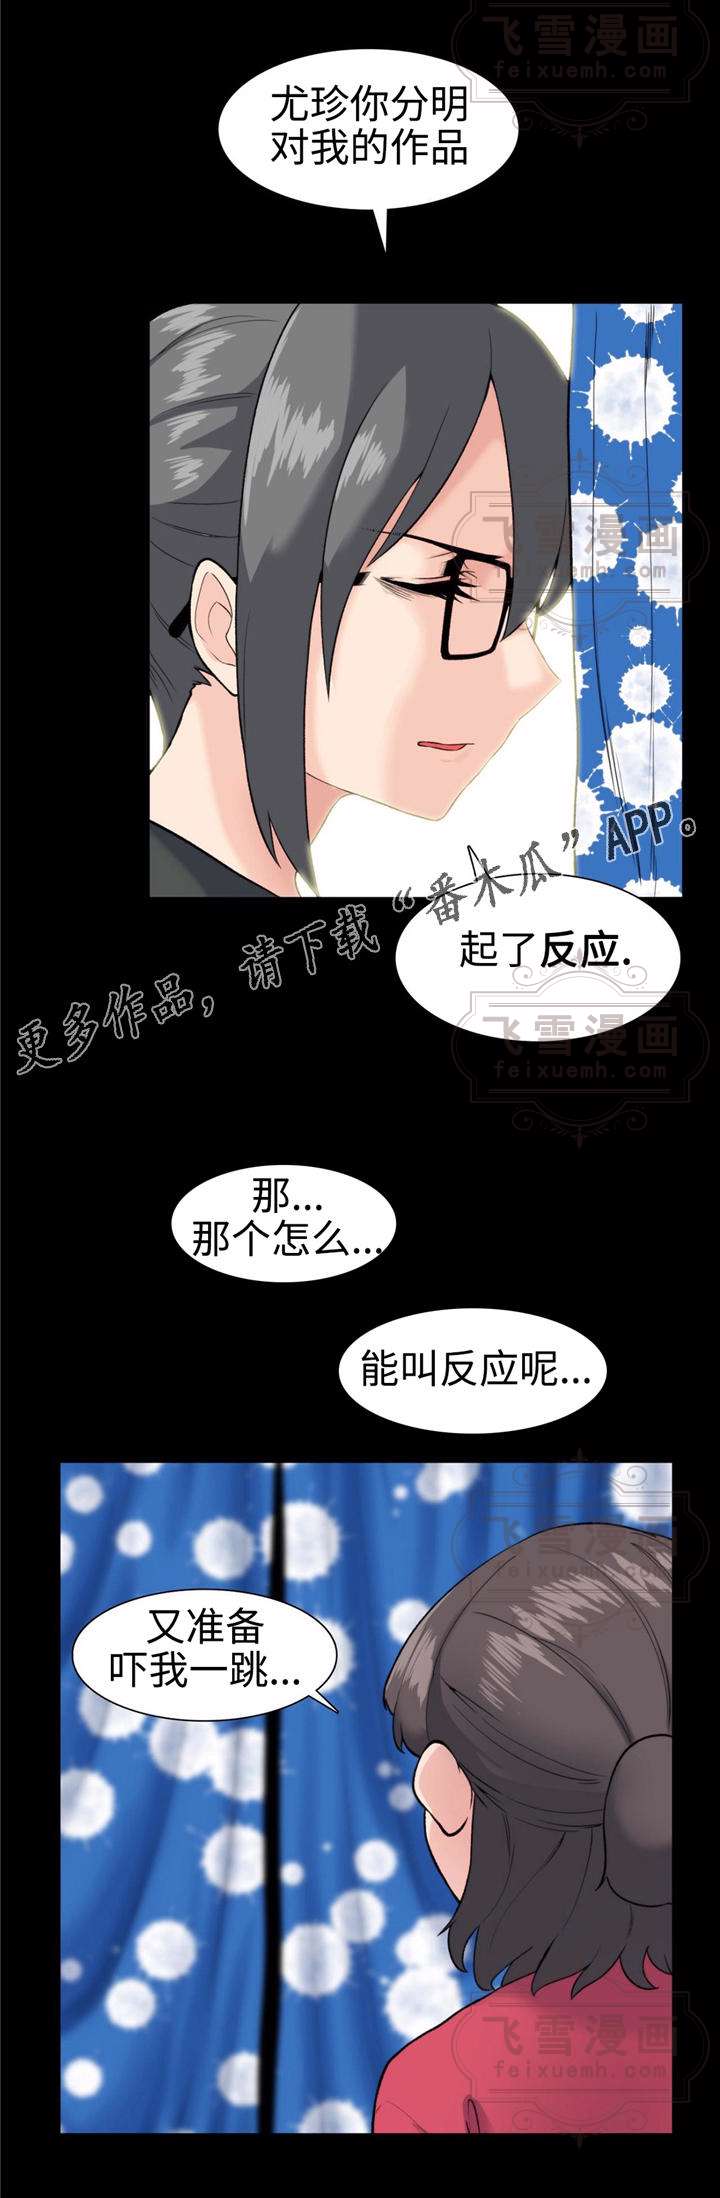 飞雪漫画
feixuemh.com
尤珍你分明
对我的作品
飞雪漫画
feixuemh.com
更多作品，请下载“番木瓜”APP。
起了反应.
飞雪漫画
feixuemh.com
那...
那个怎么...
能叫反应呢...
飞雪漫画
feixuemh.com
又准备
吓我一跳...
飞雪漫画
feixuemh.com